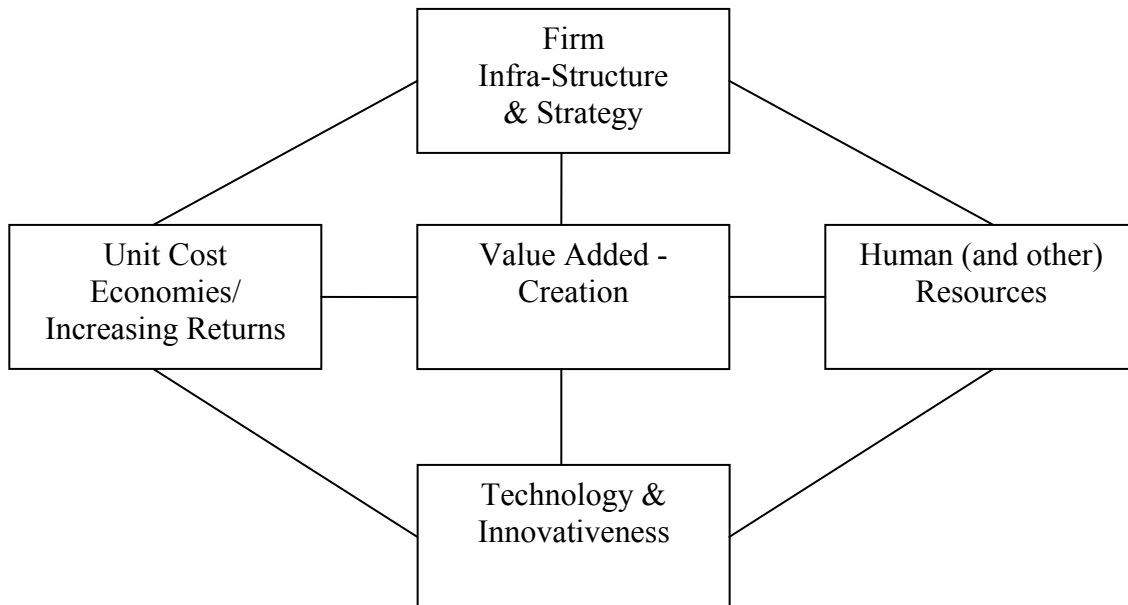 Firm
Infra-Structure
& Strategy
Unit Cost
Economies/
Increasing Returns
Value Added -
Creation
Human (and other)
Resources
Technology &
Innovativeness